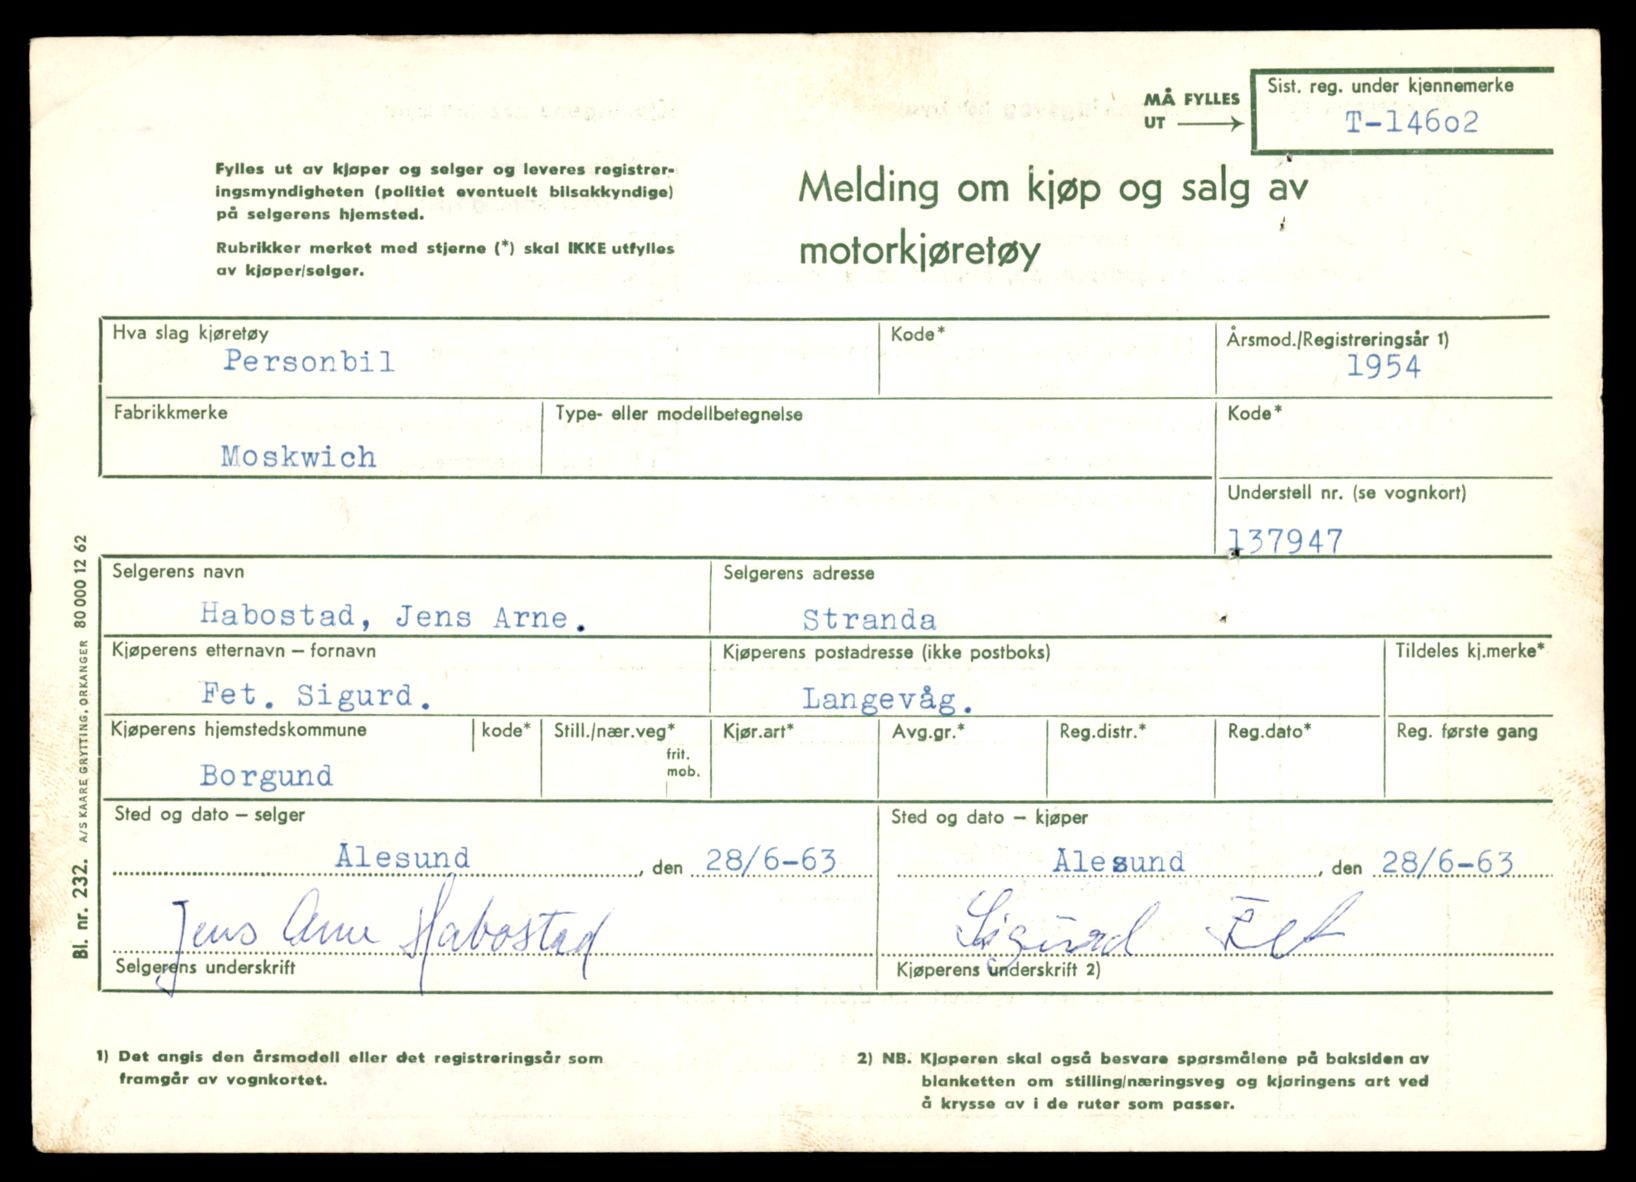 MÅ FYLLES
UT
Sist. reg. under kjennemerke
T-146o2
Fylles ut av kjøper og selger og leveres registrer-
ingsmyndigheten (politiet eventuelt bilsakkyndige)
på selgerens hjemsted.
Rubrikker merket med stjerne (*) skal IKKE utfylles
av kjøper/selger.
Melding om kjøp og salg av
motorkjøretøy
Hva slag kjøretøy
Personbil
Kode*
Årsmod./Registreringsår 1)
1954
Fabrikkmerke
Moskwich
Type- eller modellbetegnelse
Kode*
Understell nr. (se vognkort)
137947
Selgerens navn
Habostad, Jens Arne.
Selgerens adresse
Stranda
Kjøperens etternavn – fornavn
Fet. Sigurd.
Kjøperens postadresse (ikke postboks)
Langevåg.
Tildeles kj.merke*
Kjøperens hjemstedskommune
Borgund
kode*
Still./nær.veg*
frit.
mob.
Kjør.art*
Avg.gr.*
Reg.distr.*
Reg.dato*
Reg. første gang
Sted og dato – selger
Alesund, den 28/6-63
Jens Arne Habostad
Selgerens underskrift
Sted og dato – kjøper
Alesund, den 28/6-63
Sigurd Fet
Kjøperens underskrift 2)
1) Det angis den årsmodell eller det registreringsår som
framgår av vognkortet.
2) NB. Kjøperen skal også besvare spørsmålene på baksiden av
blanketten om stilling/næringsveg og kjøringens art ved
å krysse av i de ruter som passer.
Bl. nr. 232. A/S KAARE GRYTTING, ORKANGER 80 000 12 62